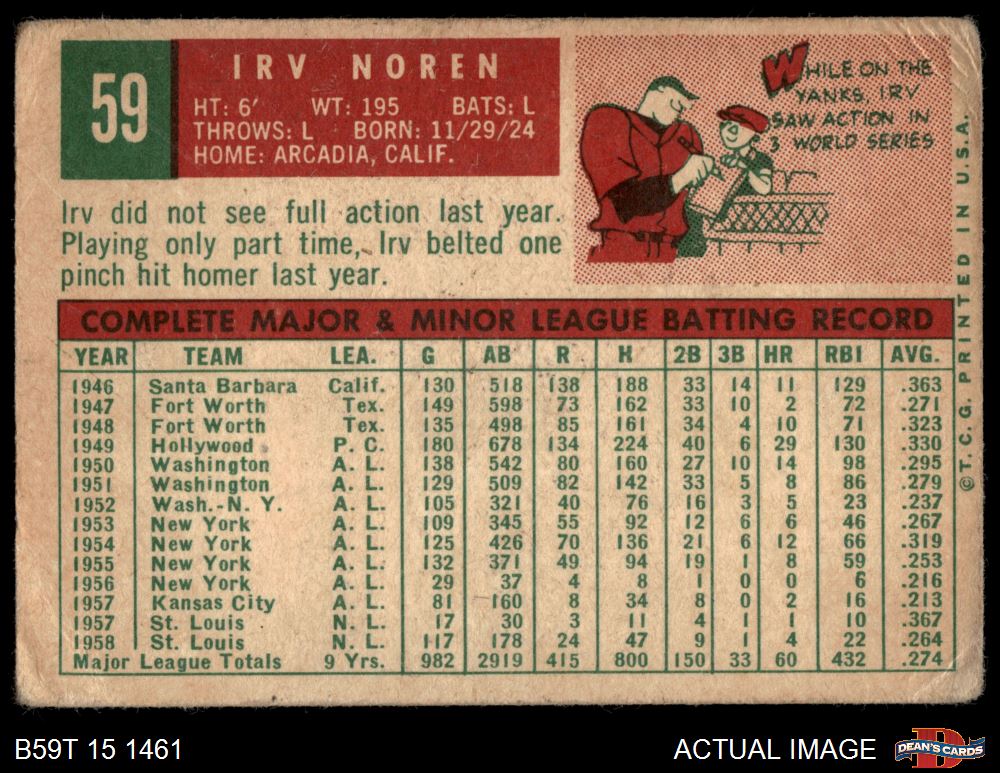 59
IRV NOREN
HT: 6' WT: 195 BATS: L
THROWS: L BORN: 11/29/24
HOME: ARCADIA, CALIF.
WHILE ON THE
YANKS, IRV
SAW ACTION IN
3 WORLD SERIES
Irv did not see full action last year.
Playing only part time, Irv belted one
pinch hit homer last year.
COMPLETE MAJOR & MINOR LEAGUE BATTING RECORD
YEAR TEAM LEA. G AB R H 2B 3B HR RBI AVG.
1946 Santa Barbara Calif. 130 518 138 188 33 14 11 129 .363
1947 Fort Worth Tex. 149 598 73 162 33 10 2 72 .271
1948 Fort Worth Tex. 135 498 85 161 34 4 10 71 .323
1949 Hollywood P. C. 180 678 134 224 40 6 29 130 .330
1950 Washington A. L. 138 542 80 160 27 10 14 98 .295
1951 Washington A. L. 129 509 82 142 33 5 8 86 .279
1952 Wash.-N. Y. A. L. 105 321 40 76 16 3 5 23 .237
1953 New York A. L. 109 345 55 92 12 6 6 46 .267
1954 New York A. L. 125 426 70 136 21 6 12 66 .319
1955 New York A. L. 132 371 49 94 19 1 8 59 .253
1956 New York A. L. 29 37 4 8 1 0 0 6 .216
1957 Kansas City A. L. 81 160 8 34 8 0 2 16 .213
1957 St. Louis N. L. 17 30 3 11 4 1 1 10 .367
1958 St. Louis N. L. 117 178 24 47 9 1 4 22 .264
Major League Totals 9 Yrs. 982 2919 415 800 150 33 60 432 .274
©T. C. G. PRINTED IN U.S.A.
B59T 15 1461
ACTUAL IMAGE
D
DEAN'S CARDS